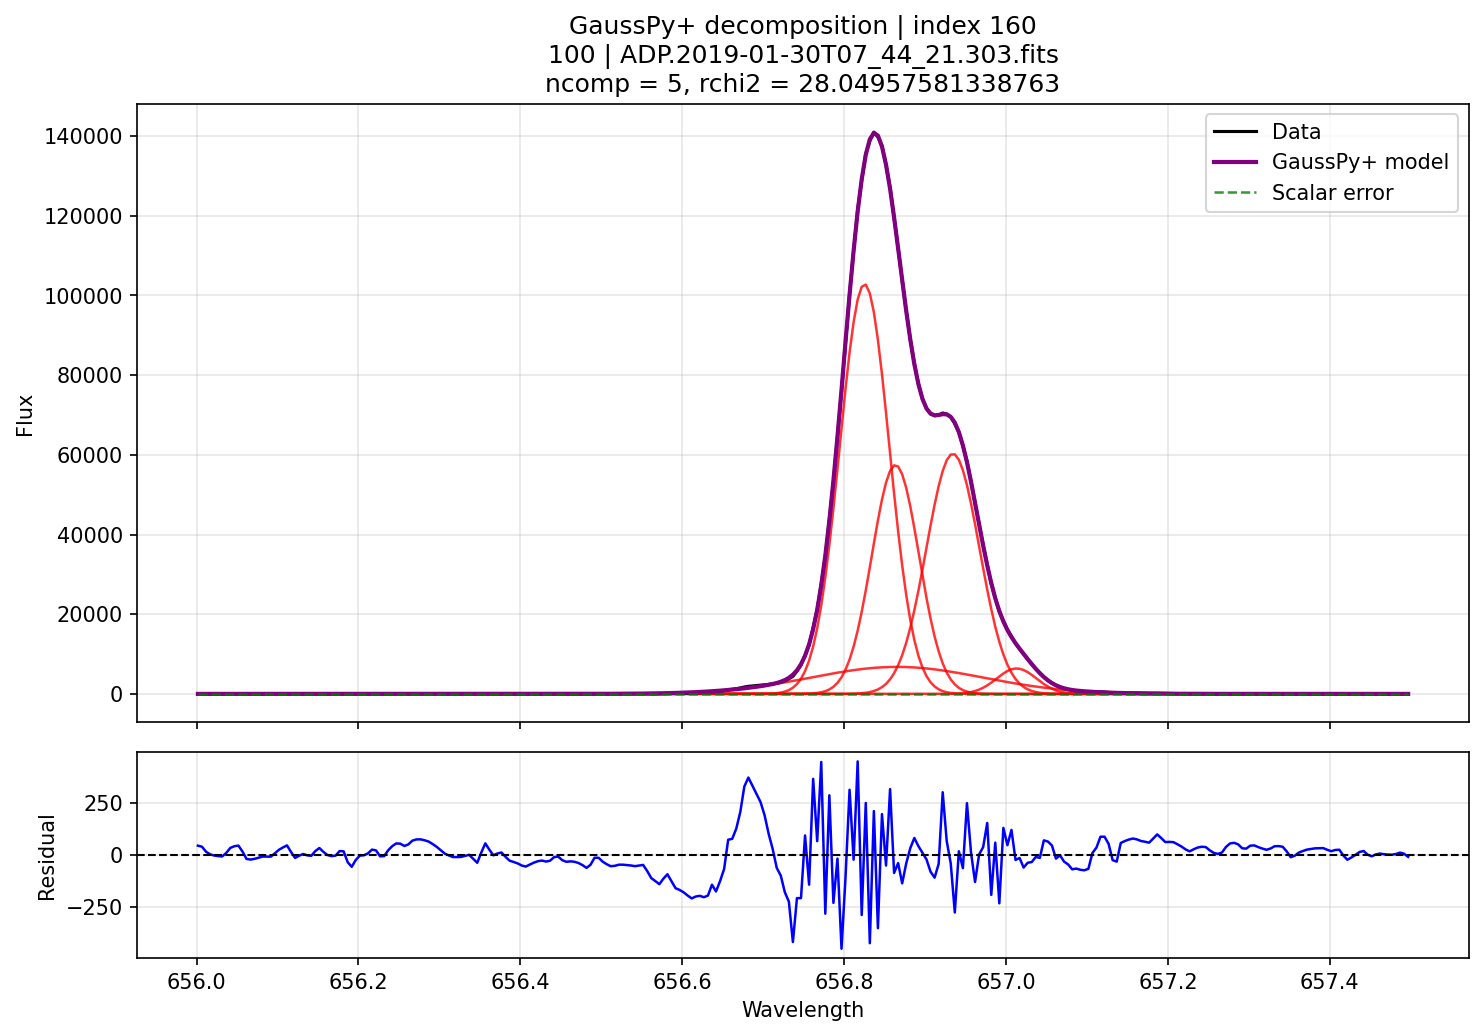 GaussPy+ decomposition | index 160
100 | ADP.2019-01-30T07_44_21.303.fits
ncomp = 5, rchi2 = 28.04957581338763
140000
120000
100000
80000
60000
40000
20000
0
Flux
Data
GaussPy+ model
Scalar error
250
0
−250
Residual
656.0 656.2 656.4 656.6 656.8 657.0 657.2 657.4
Wavelength